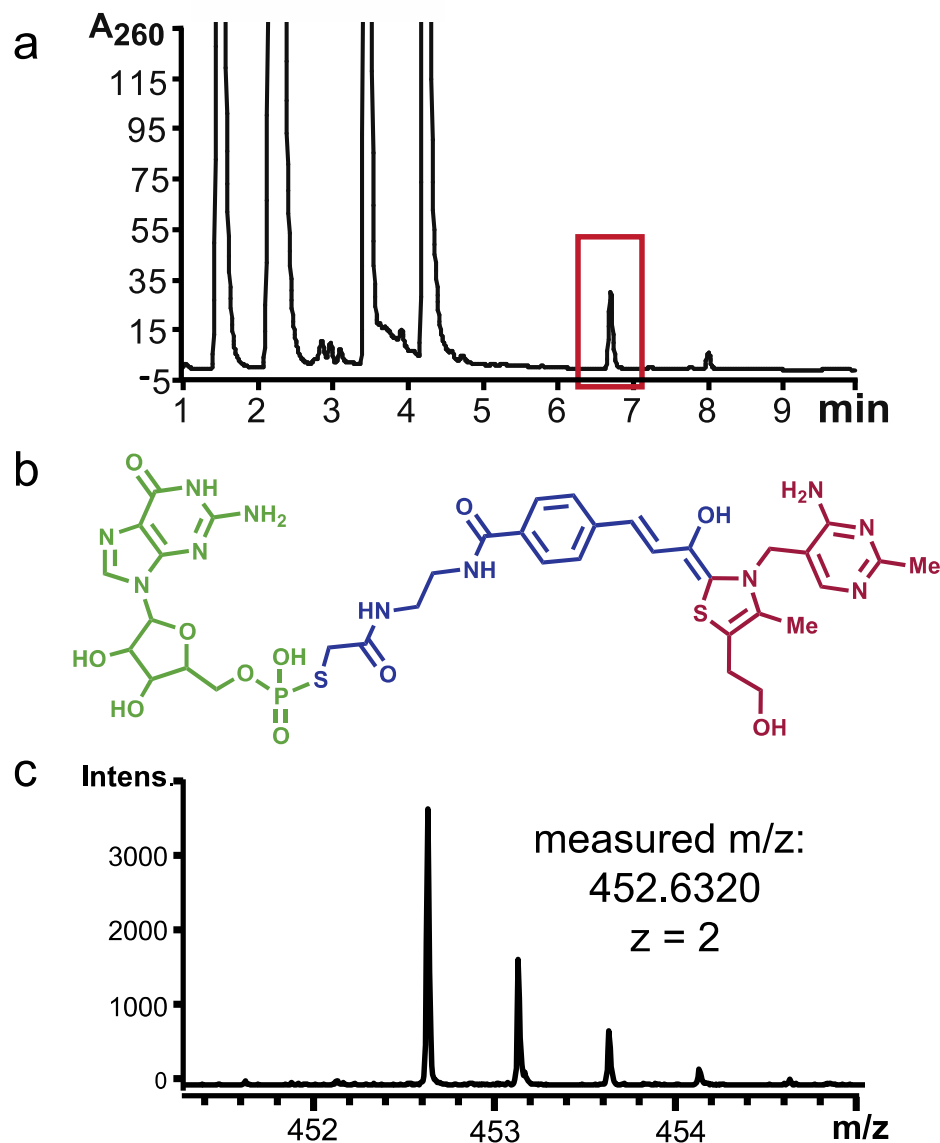 a
A260
115
95
75
55
35
15
-5
1 2 3 4 5 6 7 8 9 min
b
O
NH
N
NH2
N
N
O
HO
HO
O
OH
P
O
S
O
HN
O
NH
OH
H2N
N
N
Me
N
S
Me
OH
c
Intens.
3000
2000
1000
0
measured m/z:
452.6320
z = 2
452 453 454 m/z